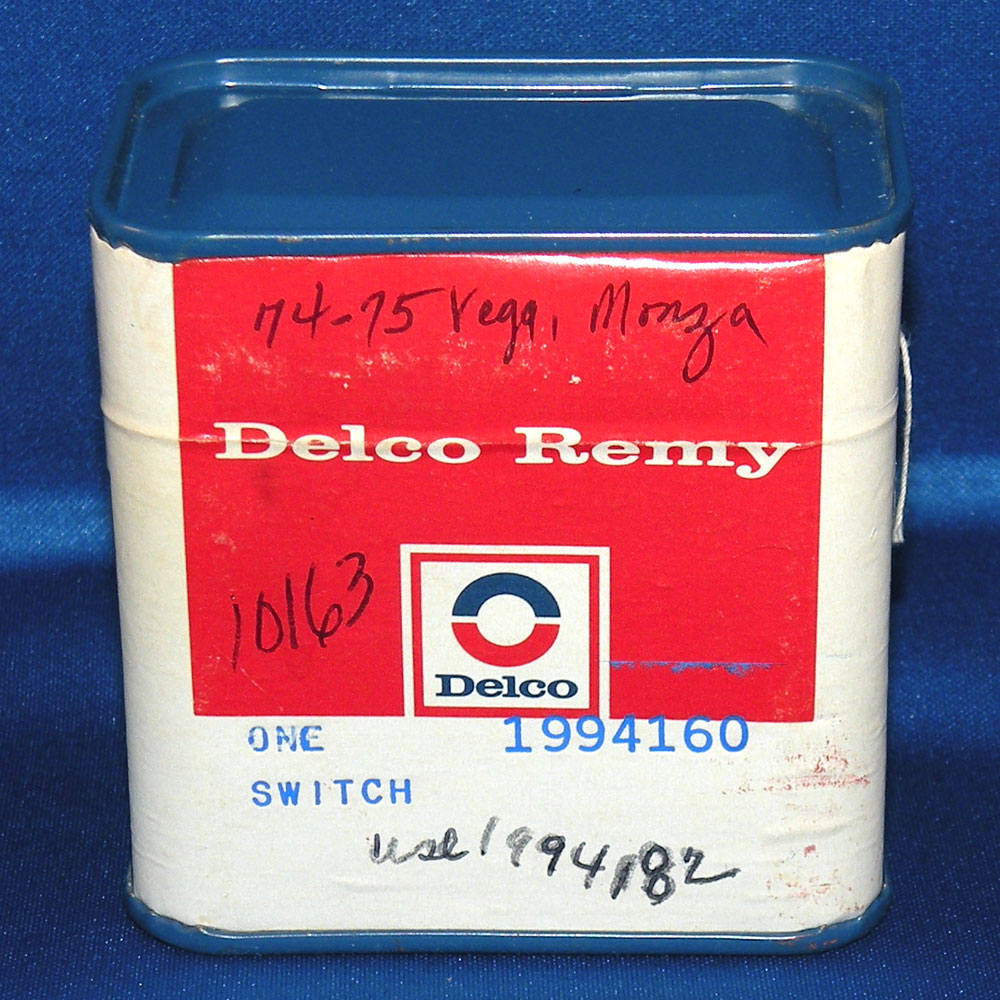 74-75 Vega, Monza
Delco Remy
10163
Delco
ONE 1994160
SWITCH
use 1994182